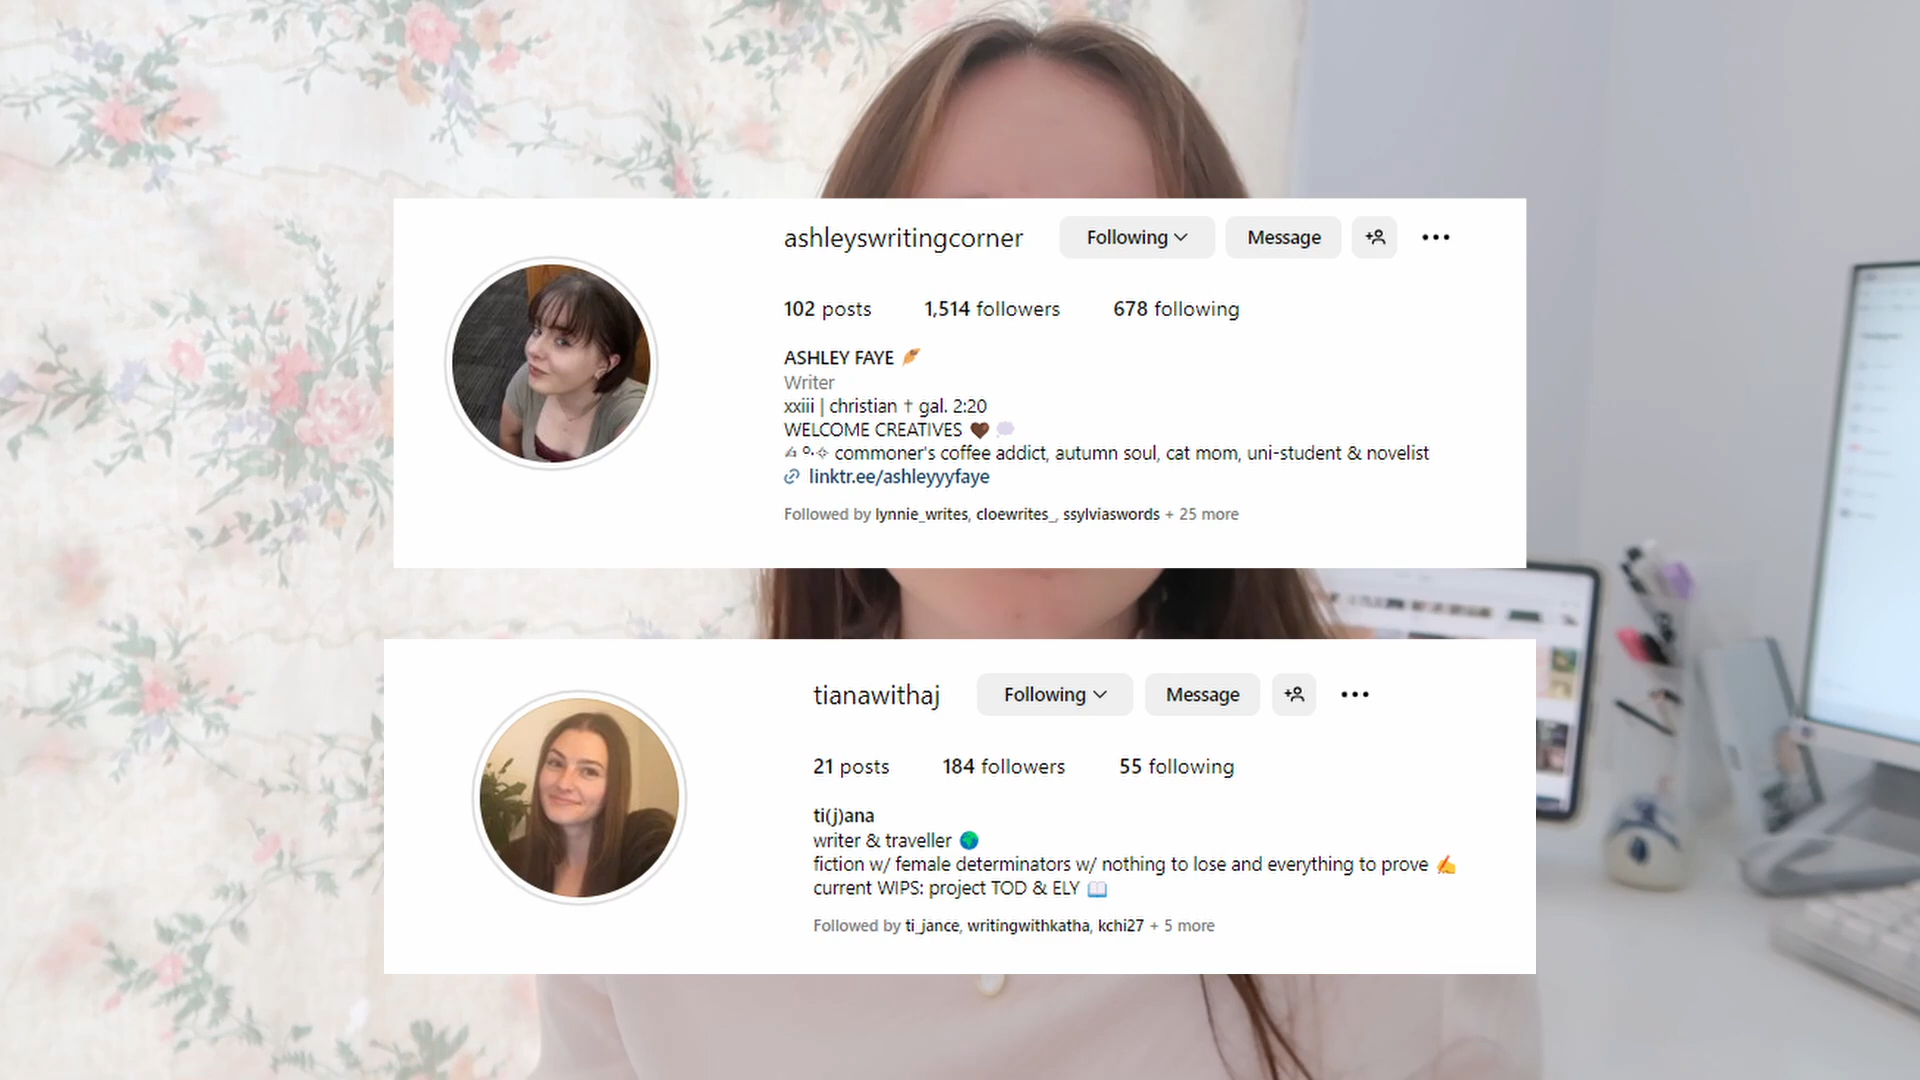 ashleyswritingcorner Following Message
102 posts 1,514 followers 678 following
ASHLEY FAYE 🍂
Writer
xxiii | christian ✝ gal. 2:20
WELCOME CREATIVES 🤎💭
✍︎ °·✧ commoner's coffee addict, autumn soul, cat mom, uni-student & novelist
linktr.ee/ashleyyyfaye
Followed by lynnie_writes, cloewrites_, ssylviaswords + 25 more
tianawithaj Following Message
21 posts 184 followers 55 following
ti(j)ana
writer & traveller 🌍
fiction w/ female determinators w/ nothing to lose and everything to prove ✍️
current WIPS: project TOD & ELY 📖
Followed by ti_jance, writingwithkatha, kchi27 + 5 more